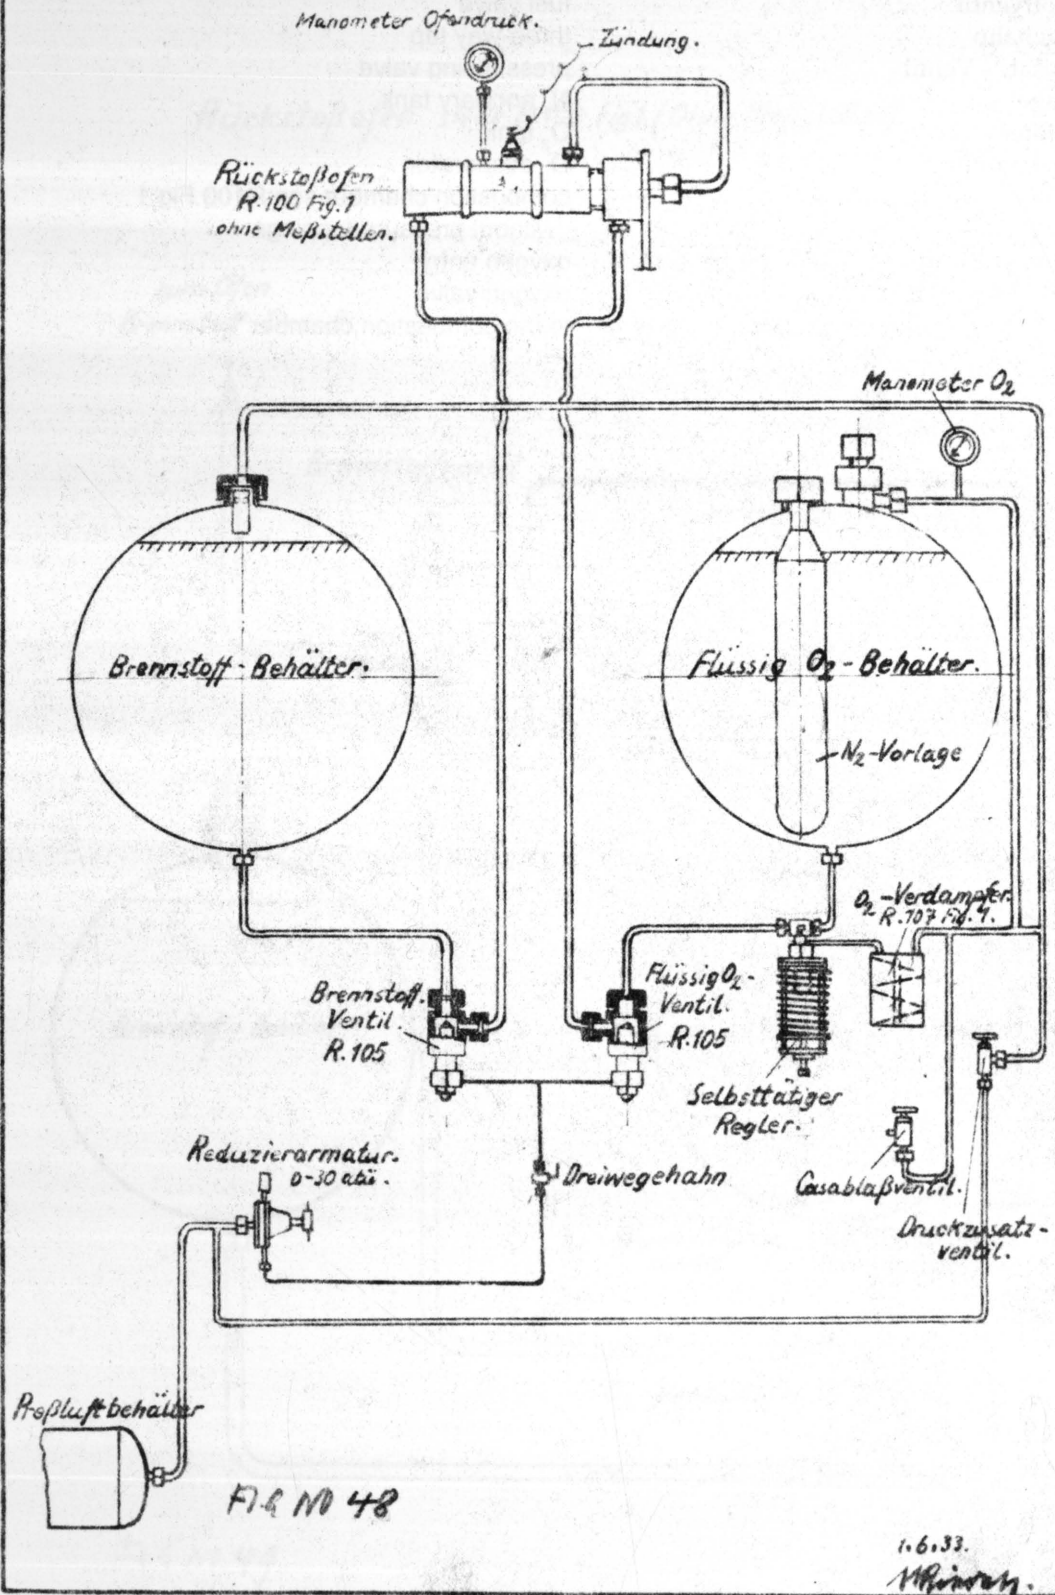 Manometer Ofendruck.
Zündung.
Rückstoßofen
R.100 Fig.1
ohne Meßstellen.
Manometer O2
Brennstoff-Behälter.
Flüssig O2-Behälter.
N2-Vorlage
O2-Verdampfer.
R.107 Fig.1.
Brennstoff.
Ventil.
R.105
Flüssig O2-
Ventil.
R.105
Selbsttätiger
Regler.
Reduzierarmatur.
0-30 atü.
Dreiwegehahn
Gasablaßventil.
Druckzusatz-
ventil.
Preßluftbehälter
FIG NO 48
1.6.33.